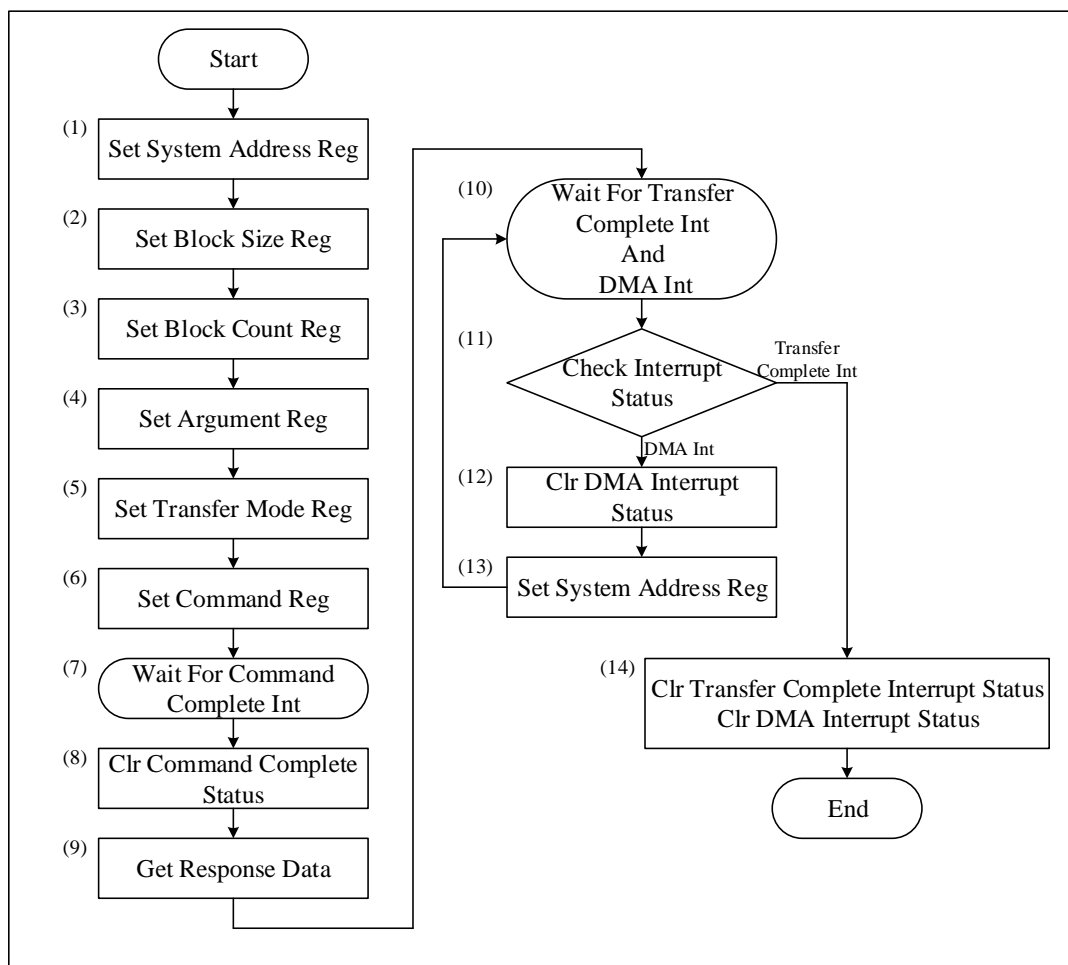 Start
(1)
Set System Address Reg
(2)
Set Block Size Reg
(3)
Set Block Count Reg
(4)
Set Argument Reg
(5)
Set Transfer Mode Reg
(6)
Set Command Reg
(7)
Wait For Command
Complete Int
(8)
Clr Command Complete
Status
(9)
Get Response Data
(10)
Wait For Transfer
Complete Int
And
DMA Int
(11)
Check Interrupt
Status
Transfer
Complete Int
DMA Int
(12)
Clr DMA Interrupt
Status
(13)
Set System Address Reg
(14)
Clr Transfer Complete Interrupt Status
Clr DMA Interrupt Status
End